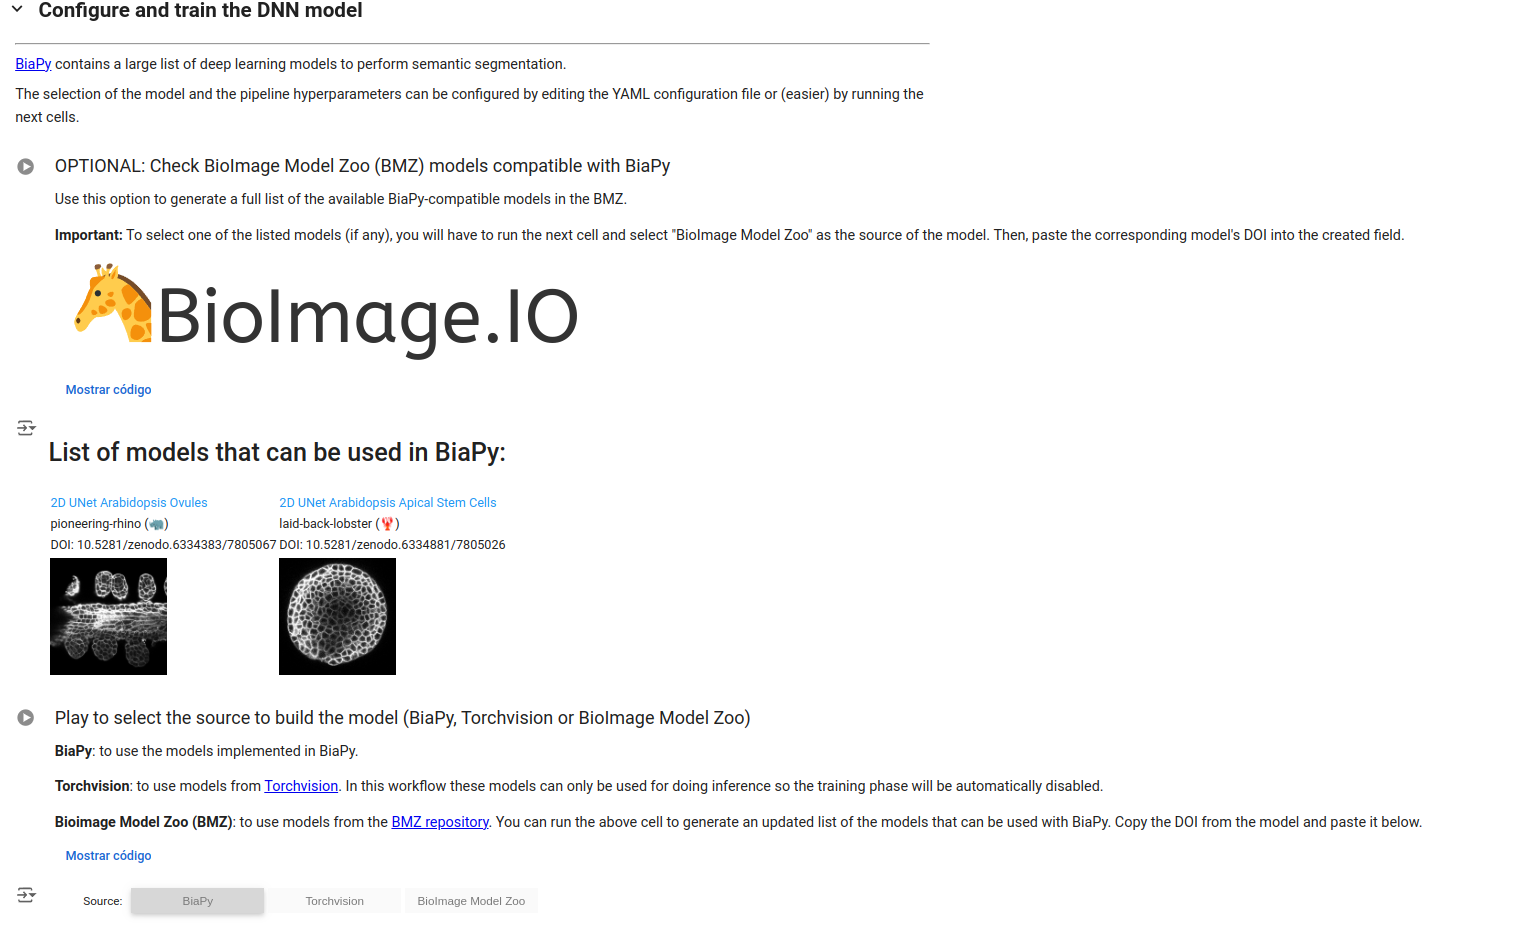 Configure and train the DNN model
BiaPy contains a large list of deep learning models to perform semantic segmentation.
The selection of the model and the pipeline hyperparameters can be configured by editing the YAML configuration file or (easier) by running the
next cells.
OPTIONAL: Check BioImage Model Zoo (BMZ) models compatible with BiaPy
Use this option to generate a full list of the available BiaPy-compatible models in the BMZ.
Important: To select one of the listed models (if any), you will have to run the next cell and select "BioImage Model Zoo" as the source of the model. Then, paste the corresponding model's DOI into the created field.
BioImage.IO
Mostrar código
List of models that can be used in BiaPy:
2D UNet Arabidopsis Ovules
pioneering-rhino (🦏)
DOI: 10.5281/zenodo.6334383/7805067
2D UNet Arabidopsis Apical Stem Cells
laid-back-lobster (🦞)
DOI: 10.5281/zenodo.6334881/7805026
Play to select the source to build the model (BiaPy, Torchvision or BioImage Model Zoo)
BiaPy: to use the models implemented in BiaPy.
Torchvision: to use models from Torchvision. In this workflow these models can only be used for doing inference so the training phase will be automatically disabled.
Bioimage Model Zoo (BMZ): to use models from the BMZ repository. You can run the above cell to generate an updated list of the models that can be used with BiaPy. Copy the DOI from the model and paste it below.
Mostrar código
Source: BiaPy Torchvision BioImage Model Zoo